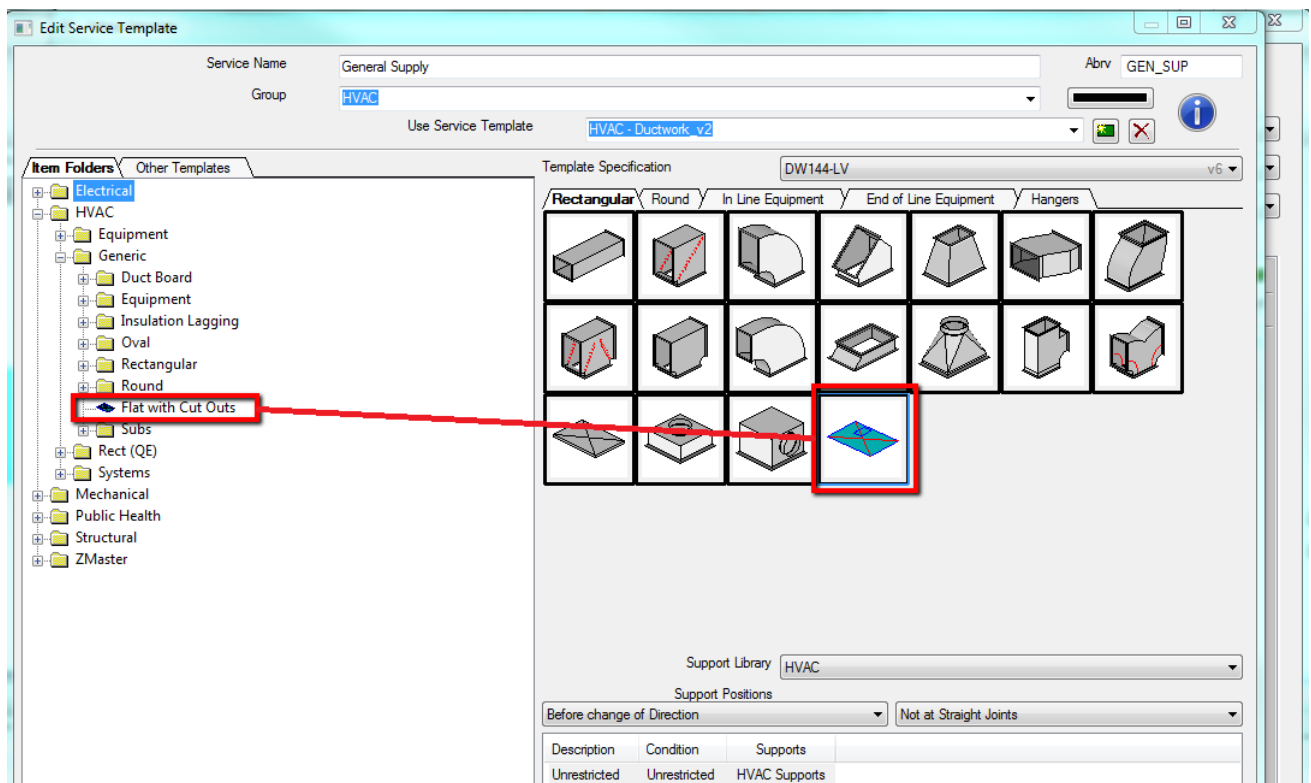 Edit Service Template
Service Name General Supply Abrv GEN_SUP
Group HVAC
Use Service Template HVAC - Ductwork_v2
Item Folders Other Templates
Electrical
HVAC
Equipment
Generic
Duct Board
Equipment
Insulation Lagging
Oval
Rectangular
Round
Flat with Cut Outs
Subs
Rect (QE)
Systems
Mechanical
Public Health
Structural
ZMaster
Template Specification DW144-LV v6
Rectangular Round In Line Equipment End of Line Equipment Hangers
Support Library HVAC
Support Positions
Before change of Direction Not at Straight Joints
Description Condition Supports
Unrestricted Unrestricted HVAC Supports